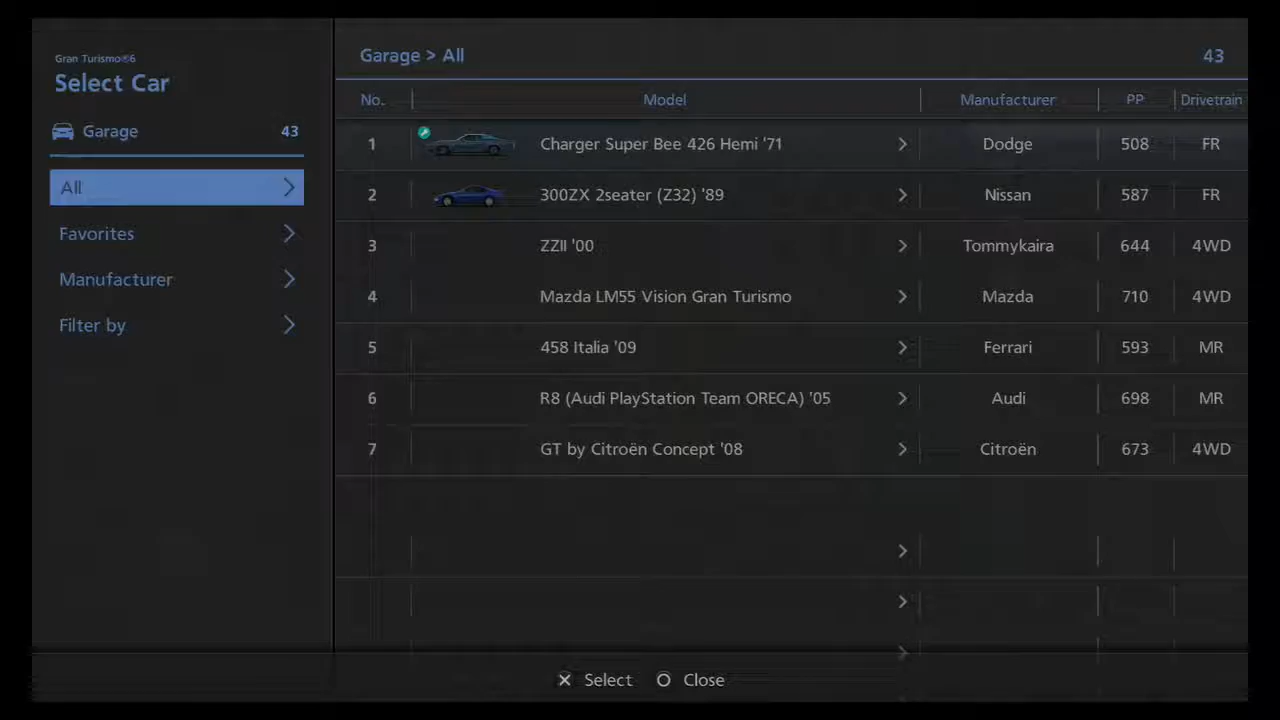 Gran Turismo®6
Select Car
Garage 43
All
Favorites
Manufacturer
Filter by
Garage > All 43
No. Model Manufacturer PP Drivetrain
1 Charger Super Bee 426 Hemi '71 Dodge 508 FR
2 300ZX 2seater (Z32) '89 Nissan 587 FR
3 ZZII '00 Tommykaira 644 4WD
4 Mazda LM55 Vision Gran Turismo Mazda 710 4WD
5 458 Italia '09 Ferrari 593 MR
6 R8 (Audi PlayStation Team ORECA) '05 Audi 698 MR
7 GT by Citroën Concept '08 Citroën 673 4WD
Select Close